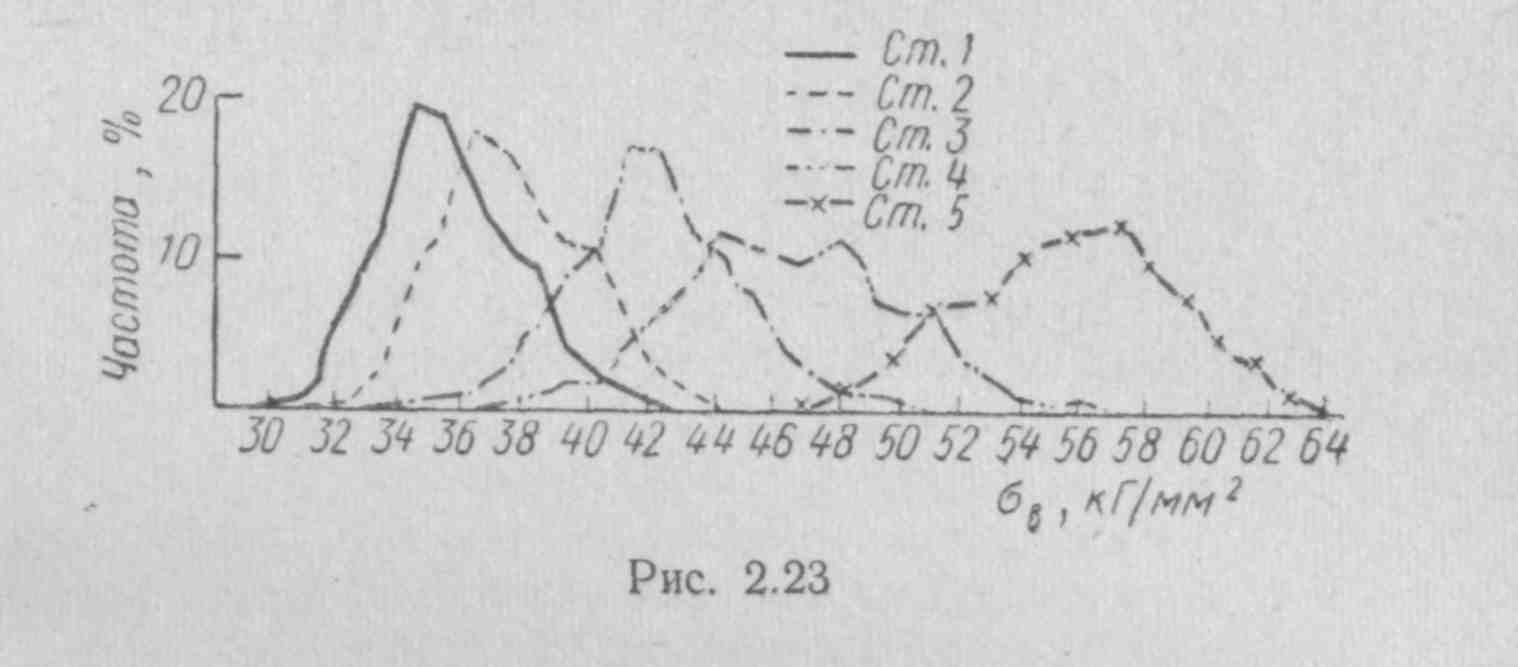 Ст. 1
Ст. 2
Ст. 3
Ст. 4
Ст. 5
20
10
Частота, %
30 32 34 36 38 40 42 44 46 48 50 52 54 56 58 60 62 64
σв, кГ/мм²
Рис. 2.23